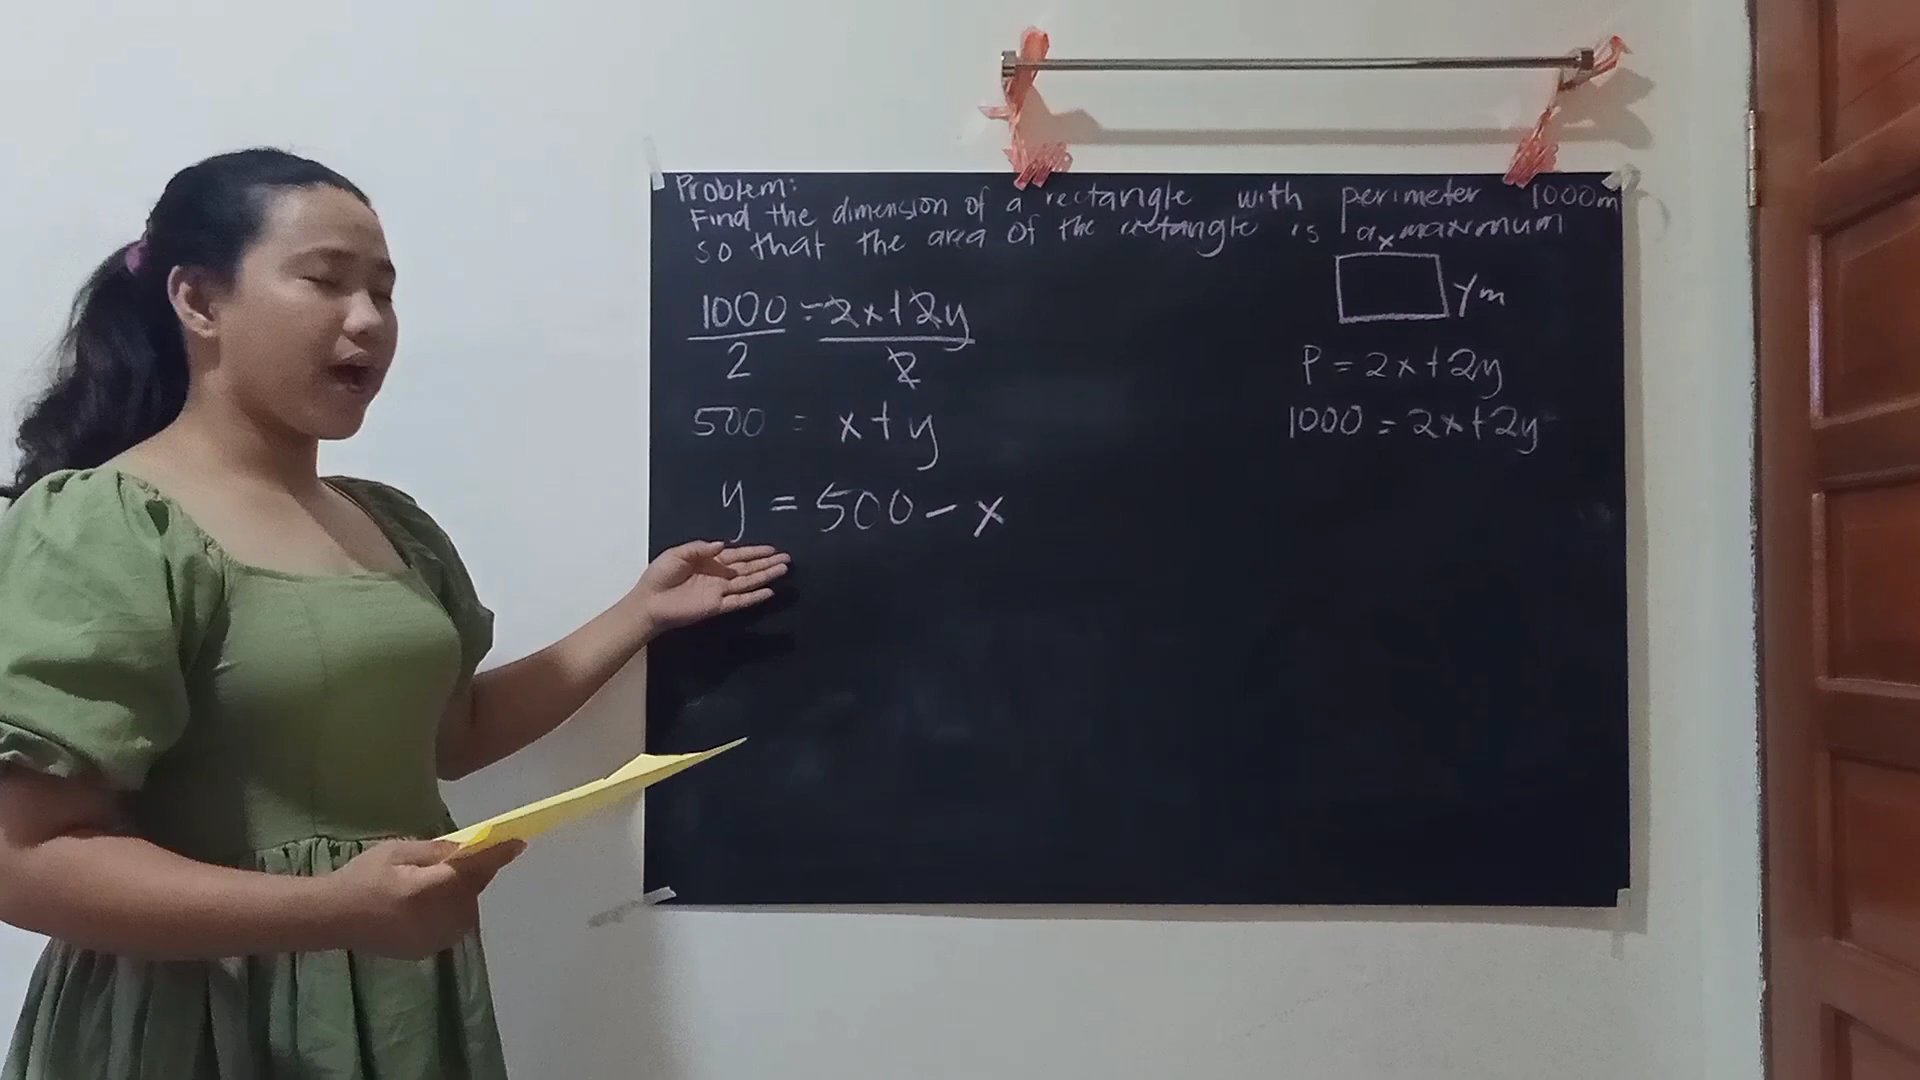 Problem:
Find the dimension of a rectangle with perimeter 1000m
so that the area of the rectangle is a maximum
x
ym
1000 = 2x+2y
2 2
500 = x+y
y = 500-x
P = 2x+2y
1000 = 2x+2y